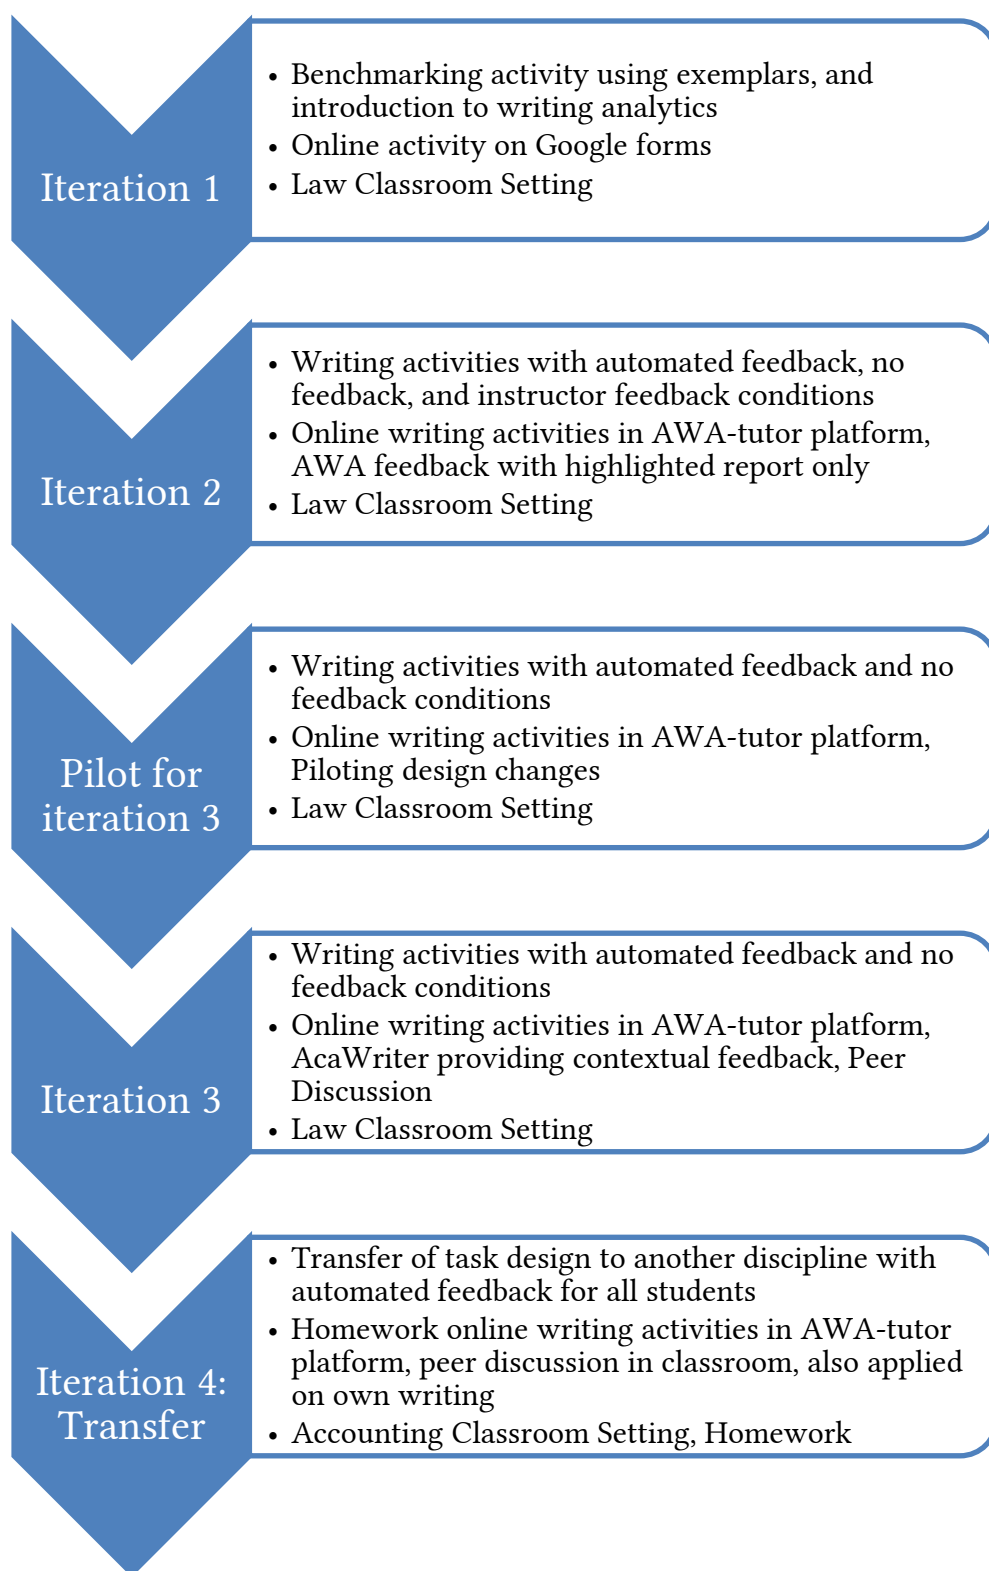 Iteration 1
• Benchmarking activity using exemplars, and
introduction to writing analytics
• Online activity on Google forms
• Law Classroom Setting
Iteration 2
• Writing activities with automated feedback, no
feedback, and instructor feedback conditions
• Online writing activities in AWA-tutor platform,
AWA feedback with highlighted report only
• Law Classroom Setting
Pilot for
iteration 3
• Writing activities with automated feedback and no
feedback conditions
• Online writing activities in AWA-tutor platform,
Piloting design changes
• Law Classroom Setting
Iteration 3
• Writing activities with automated feedback and no
feedback conditions
• Online writing activities in AWA-tutor platform,
AcaWriter providing contextual feedback, Peer
Discussion
• Law Classroom Setting
Iteration 4:
Transfer
• Transfer of task design to another discipline with
automated feedback for all students
• Homework online writing activities in AWA-tutor
platform, peer discussion in classroom, also applied
on own writing
• Accounting Classroom Setting, Homework